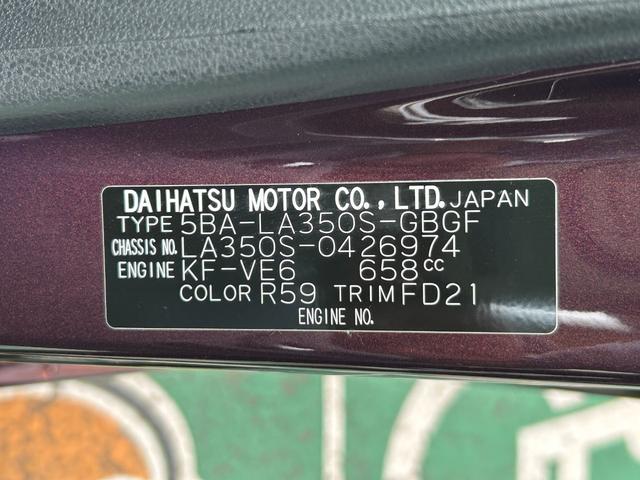 DAIHATSU MOTOR CO., LTD. JAPAN
TYPE 5BA-LA350S-GBGF
CHASSIS NO. LA350S-0426974
ENGINE KF-VE6 658cc
COLOR R59 TRIM FD21
ENGINE NO.